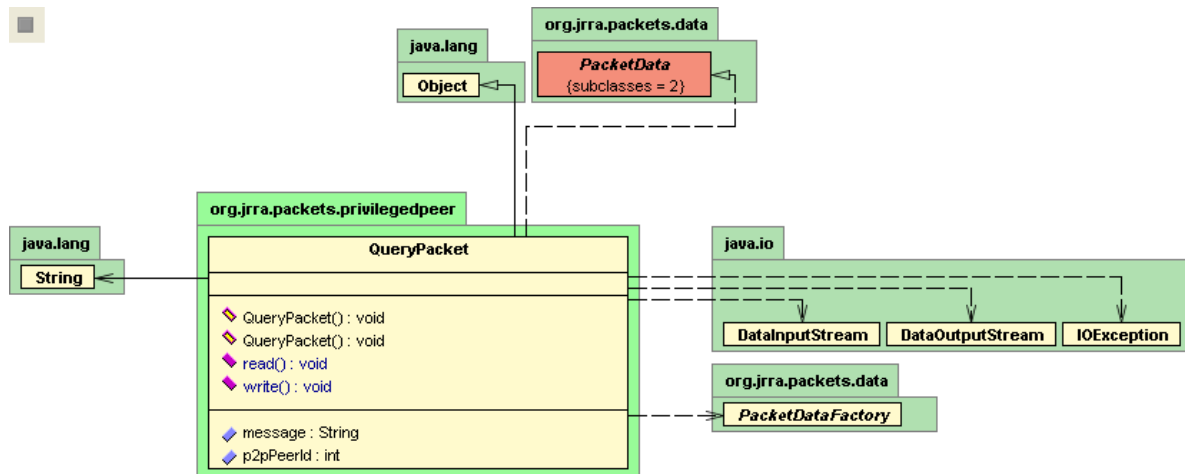 org.jrra.packets.data
java.lang
PacketData
{subclasses = 2}
Object
org.jrra.packets.privilegedpeer
java.lang
String
QueryPacket
QueryPacket() : void
QueryPacket() : void
read() : void
write() : void
message : String
p2pPeerId : int
java.io
DataInputStream DataOutputStream IOException
org.jrra.packets.data
PacketDataFactory